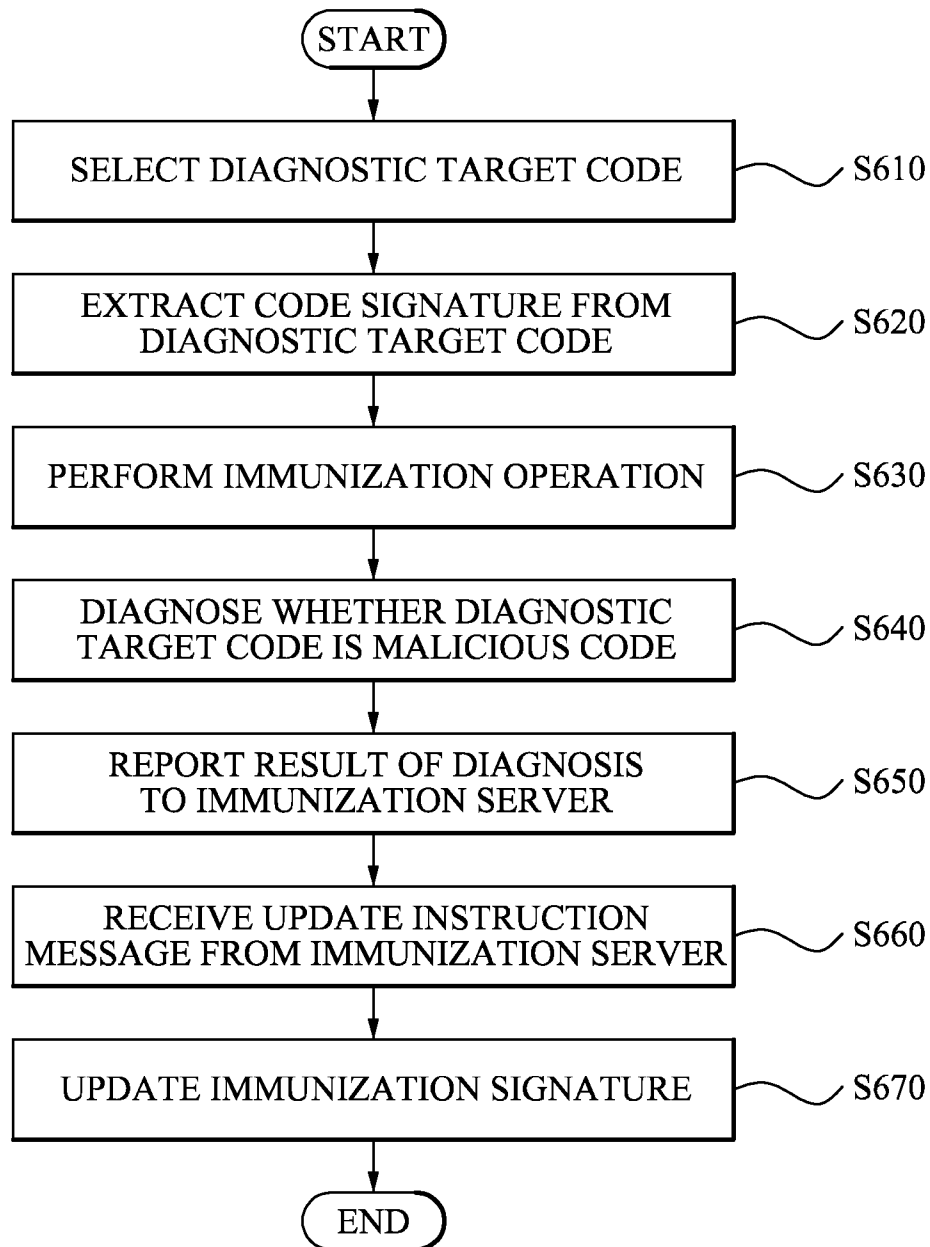 START
SELECT DIAGNOSTIC TARGET CODE
S610
EXTRACT CODE SIGNATURE FROM
DIAGNOSTIC TARGET CODE
S620
PERFORM IMMUNIZATION OPERATION
S630
DIAGNOSE WHETHER DIAGNOSTIC
TARGET CODE IS MALICIOUS CODE
S640
REPORT RESULT OF DIAGNOSIS
TO IMMUNIZATION SERVER
S650
RECEIVE UPDATE INSTRUCTION
MESSAGE FROM IMMUNIZATION SERVER
S660
UPDATE IMMUNIZATION SIGNATURE
S670
END